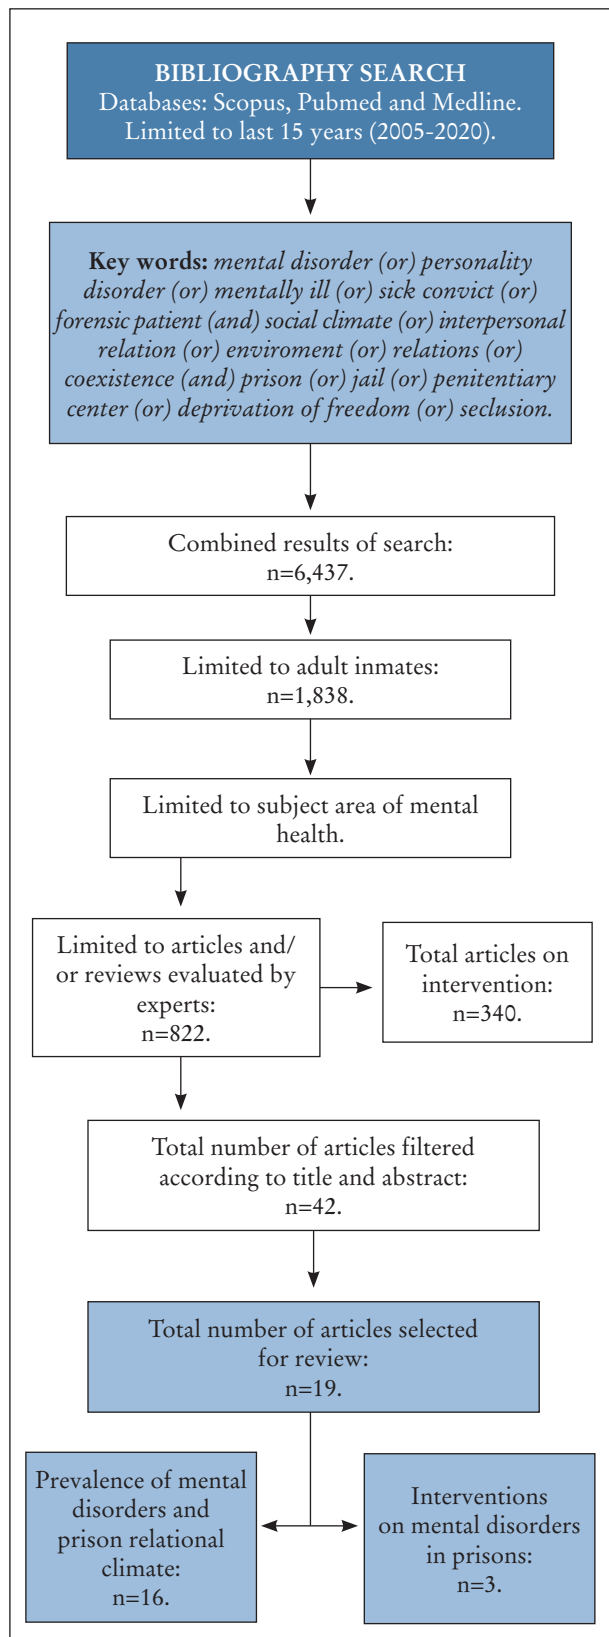 BIBLIOGRAPHY SEARCH
Databases: Scopus, Pubmed and Medline.
Limited to last 15 years (2005-2020).
Key words: mental disorder (or) personality
disorder (or) mentally ill (or) sick convict (or)
forensic patient (and) social climate (or) interpersonal
relation (or) enviroment (or) relations (or)
coexistence (and) prison (or) jail (or) penitentiary
center (or) deprivation of freedom (or) seclusion.
Combined results of search:
n=6,437.
Limited to adult inmates:
n=1,838.
Limited to subject area of mental
health.
Limited to articles and/
or reviews evaluated by
experts:
n=822.
Total articles on
intervention:
n=340.
Total number of articles filtered
according to title and abstract:
n=42.
Total number of articles selected
for review:
n=19.
Prevalence of mental
disorders and
prison relational
climate:
n=16.
Interventions
on mental disorders
in prisons:
n=3.